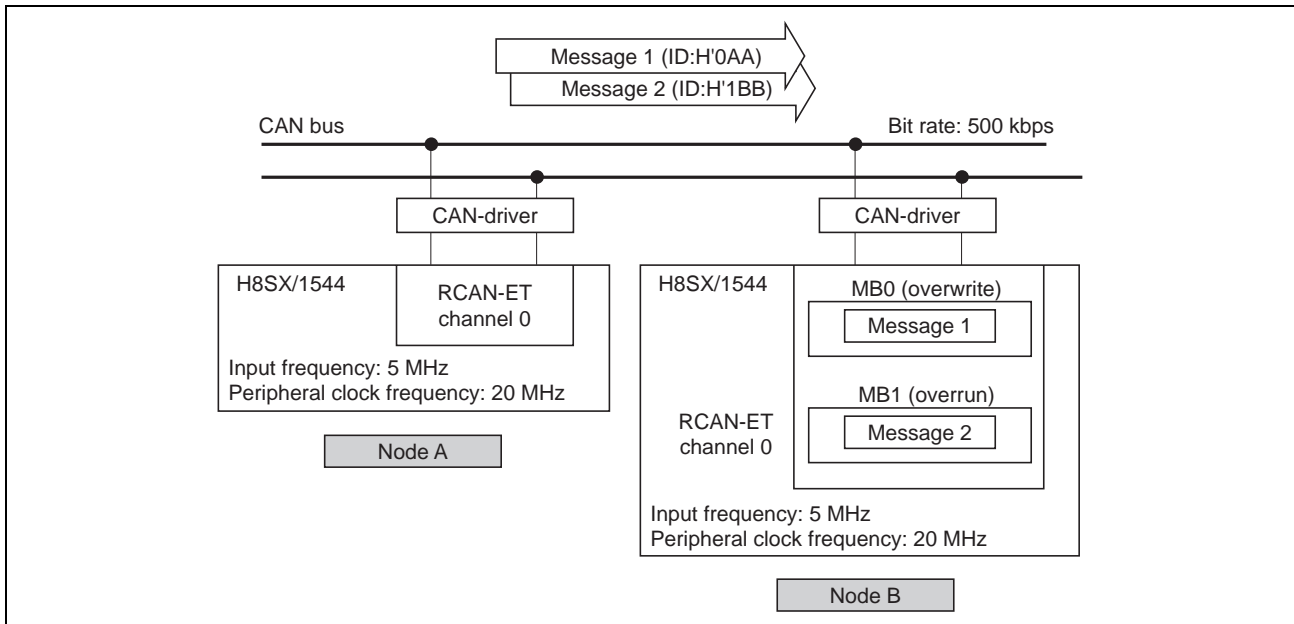 Message 1 (ID:H'0AA)
Message 2 (ID:H'1BB)
CAN bus
Bit rate: 500 kbps
CAN-driver
CAN-driver
H8SX/1544
RCAN-ET
channel 0
Input frequency: 5 MHz
Peripheral clock frequency: 20 MHz
Node A
H8SX/1544
MB0 (overwrite)
Message 1
MB1 (overrun)
Message 2
RCAN-ET
channel 0
Input frequency: 5 MHz
Peripheral clock frequency: 20 MHz
Node B